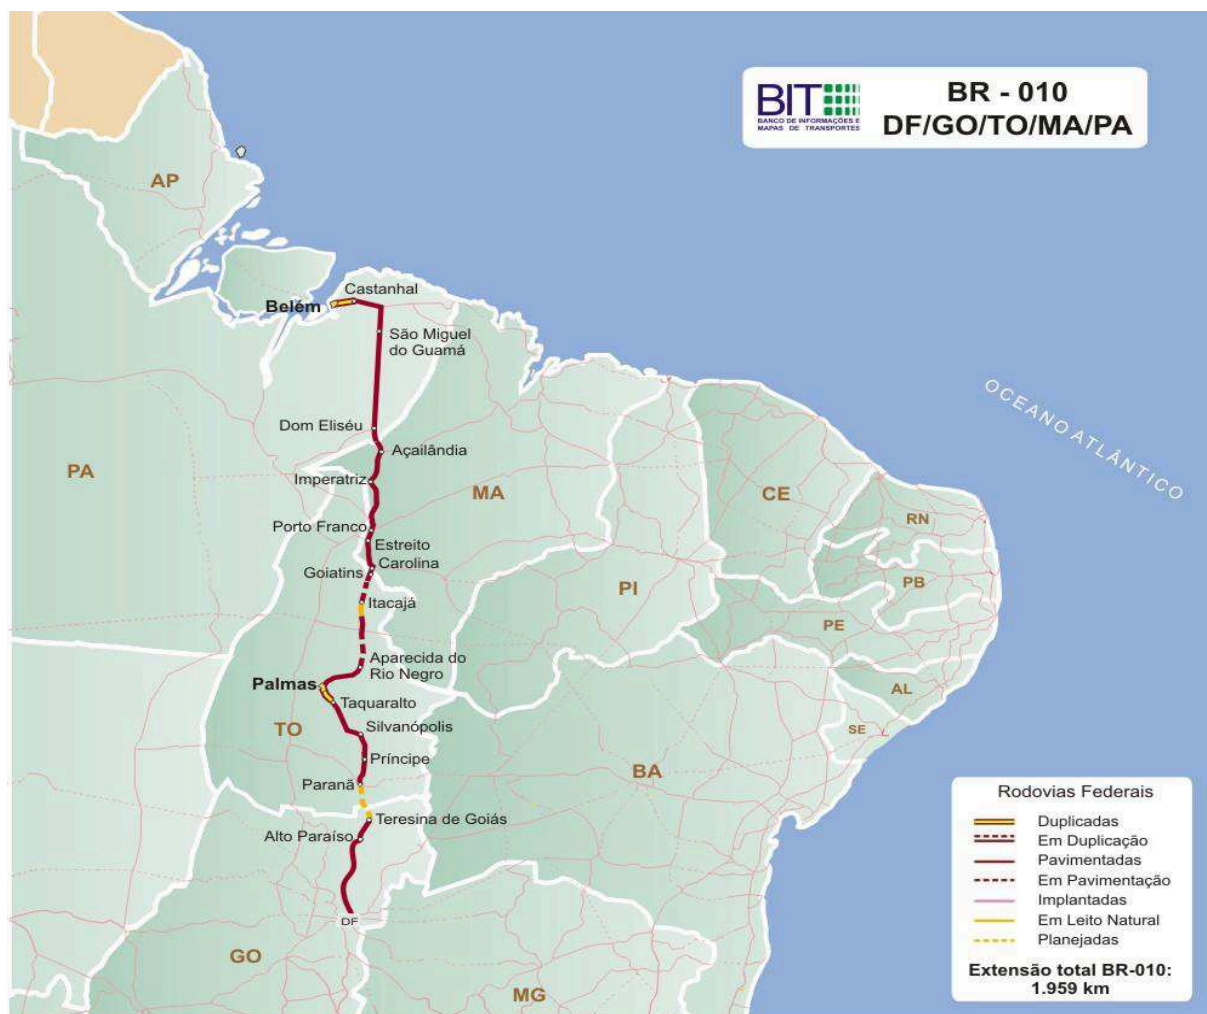 BIT
BANCO DE INFORMAÇÕES E
MAPAS DE TRANSPORTES
BR - 010
DF/GO/TO/MA/PA
AP
Castanhal
Belém
São Miguel
do Guamá
OCEANO ATLÂNTICO
Dom Eliséu
Açailândia
PA
Imperatriz
MA
CE
RN
Porto Franco
Estreito
Carolina
Goiatins
PI
PB
Itacajá
PE
Aparecida do
Rio Negro
Palmas
AL
Taquaralto
TO
Silvanópolis
SE
Príncipe
BA
Paranã
Teresina de Goiás
Alto Paraíso
DF
GO
MG
Rodovias Federais
Duplicadas
Em Duplicação
Pavimentadas
Em Pavimentação
Implantadas
Em Leito Natural
Planejadas
Extensão total BR-010:
1.959 km